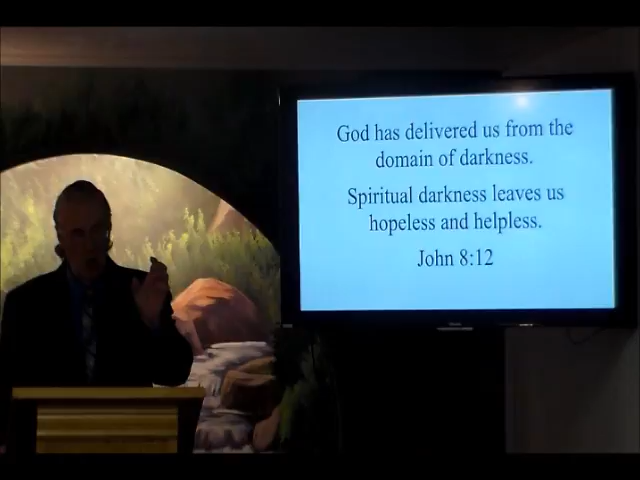 God has delivered us from the
domain of darkness.
Spiritual darkness leaves us
hopeless and helpless.
John 8:12